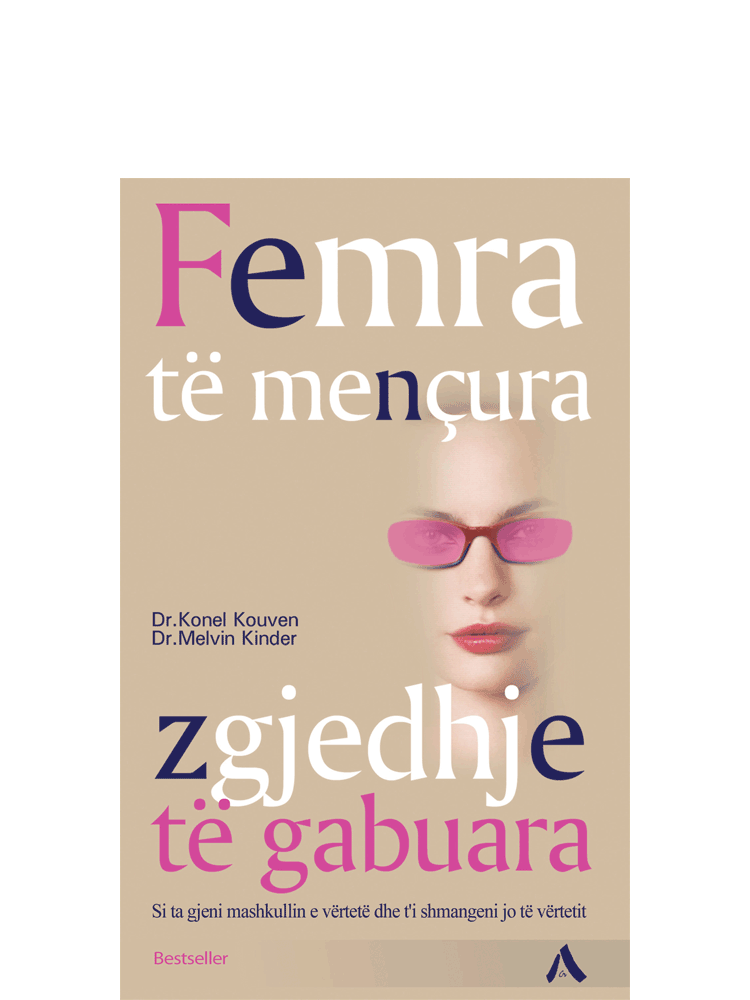 Femra
të mençura
Dr.Konel Kouven
Dr.Melvin Kinder
zgjedhje
të gabuara
Si ta gjeni mashkullin e vërtetë dhe t'i shmangeni jo të vërtetit
Bestseller